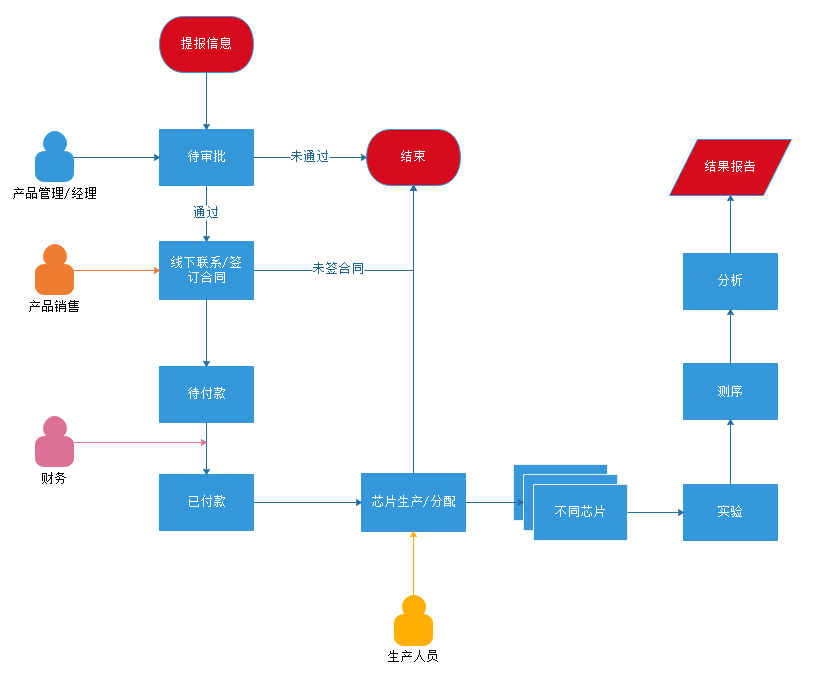 提报信息
产品管理/经理
待审批
未通过
结束
结果报告
通过
产品销售
线下联系/签
订合同
未签合同
分析
待付款
测序
财务
已付款
芯片生产/分配
不同芯片
实验
生产人员